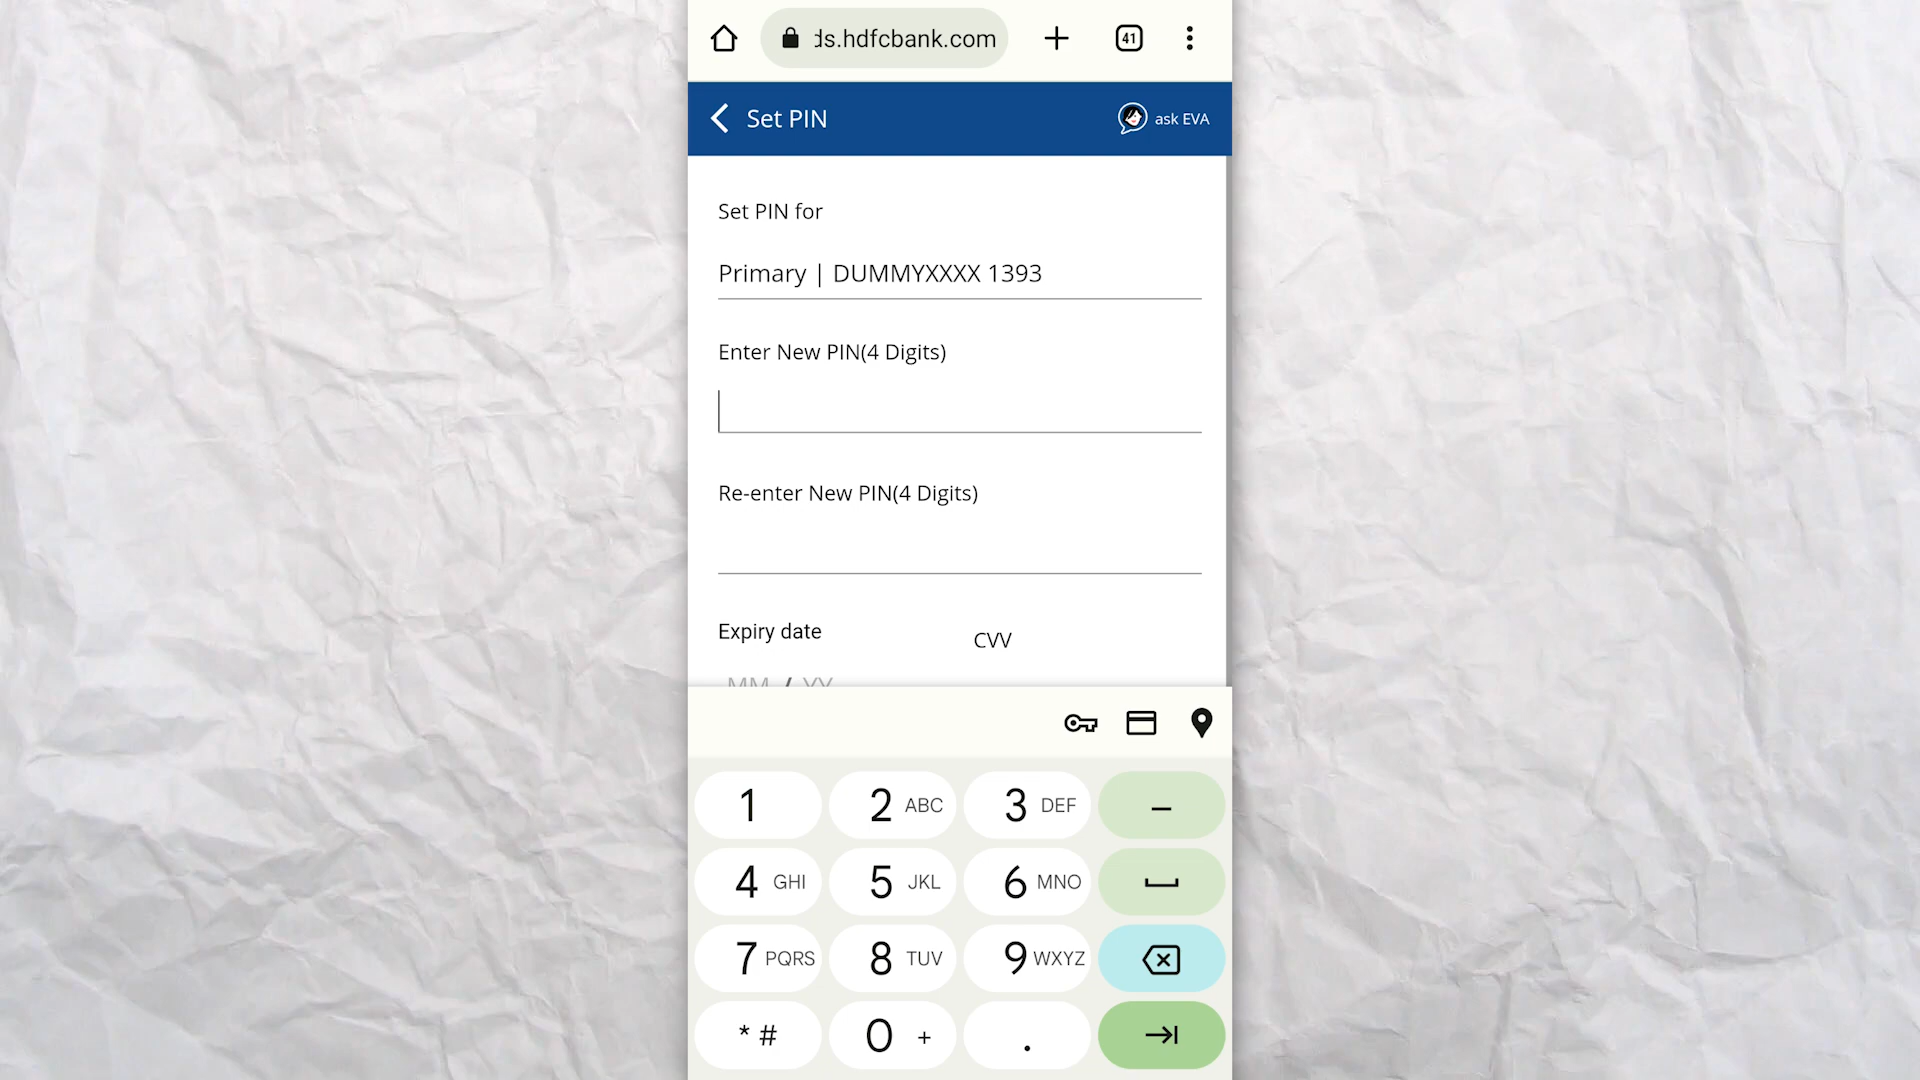 ds.hdfcbank.com
41
Set PIN
ask EVA
Set PIN for
Primary | DUMMYXXXX 1393
Enter New PIN(4 Digits)
Re-enter New PIN(4 Digits)
Expiry date
CVV
MM / YY
1
2 ABC
3 DEF
–
4 GHI
5 JKL
6 MNO
7 PQRS
8 TUV
9 WXYZ
* #
0 +
.